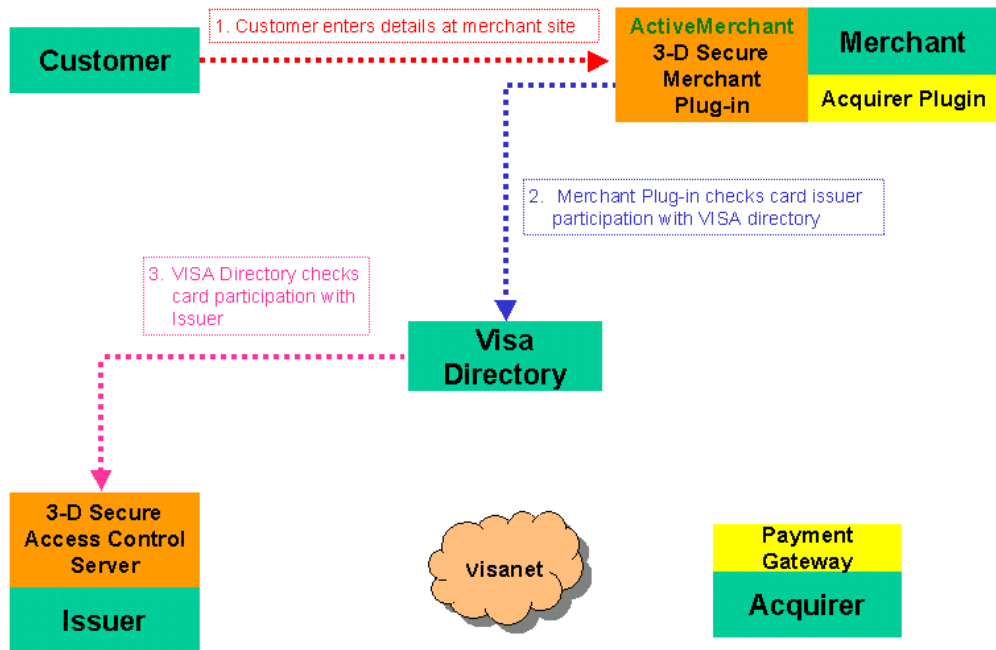 Customer
1. Customer enters details at merchant site
ActiveMerchant
3-D Secure
Merchant
Plug-in
Merchant
Acquirer Plugin
2. Merchant Plug-in checks card issuer
participation with VISA directory
3. VISA Directory checks
card participation with
Issuer
Visa
Directory
3-D Secure
Access Control
Server
Issuer
Visanet
Payment
Gateway
Acquirer